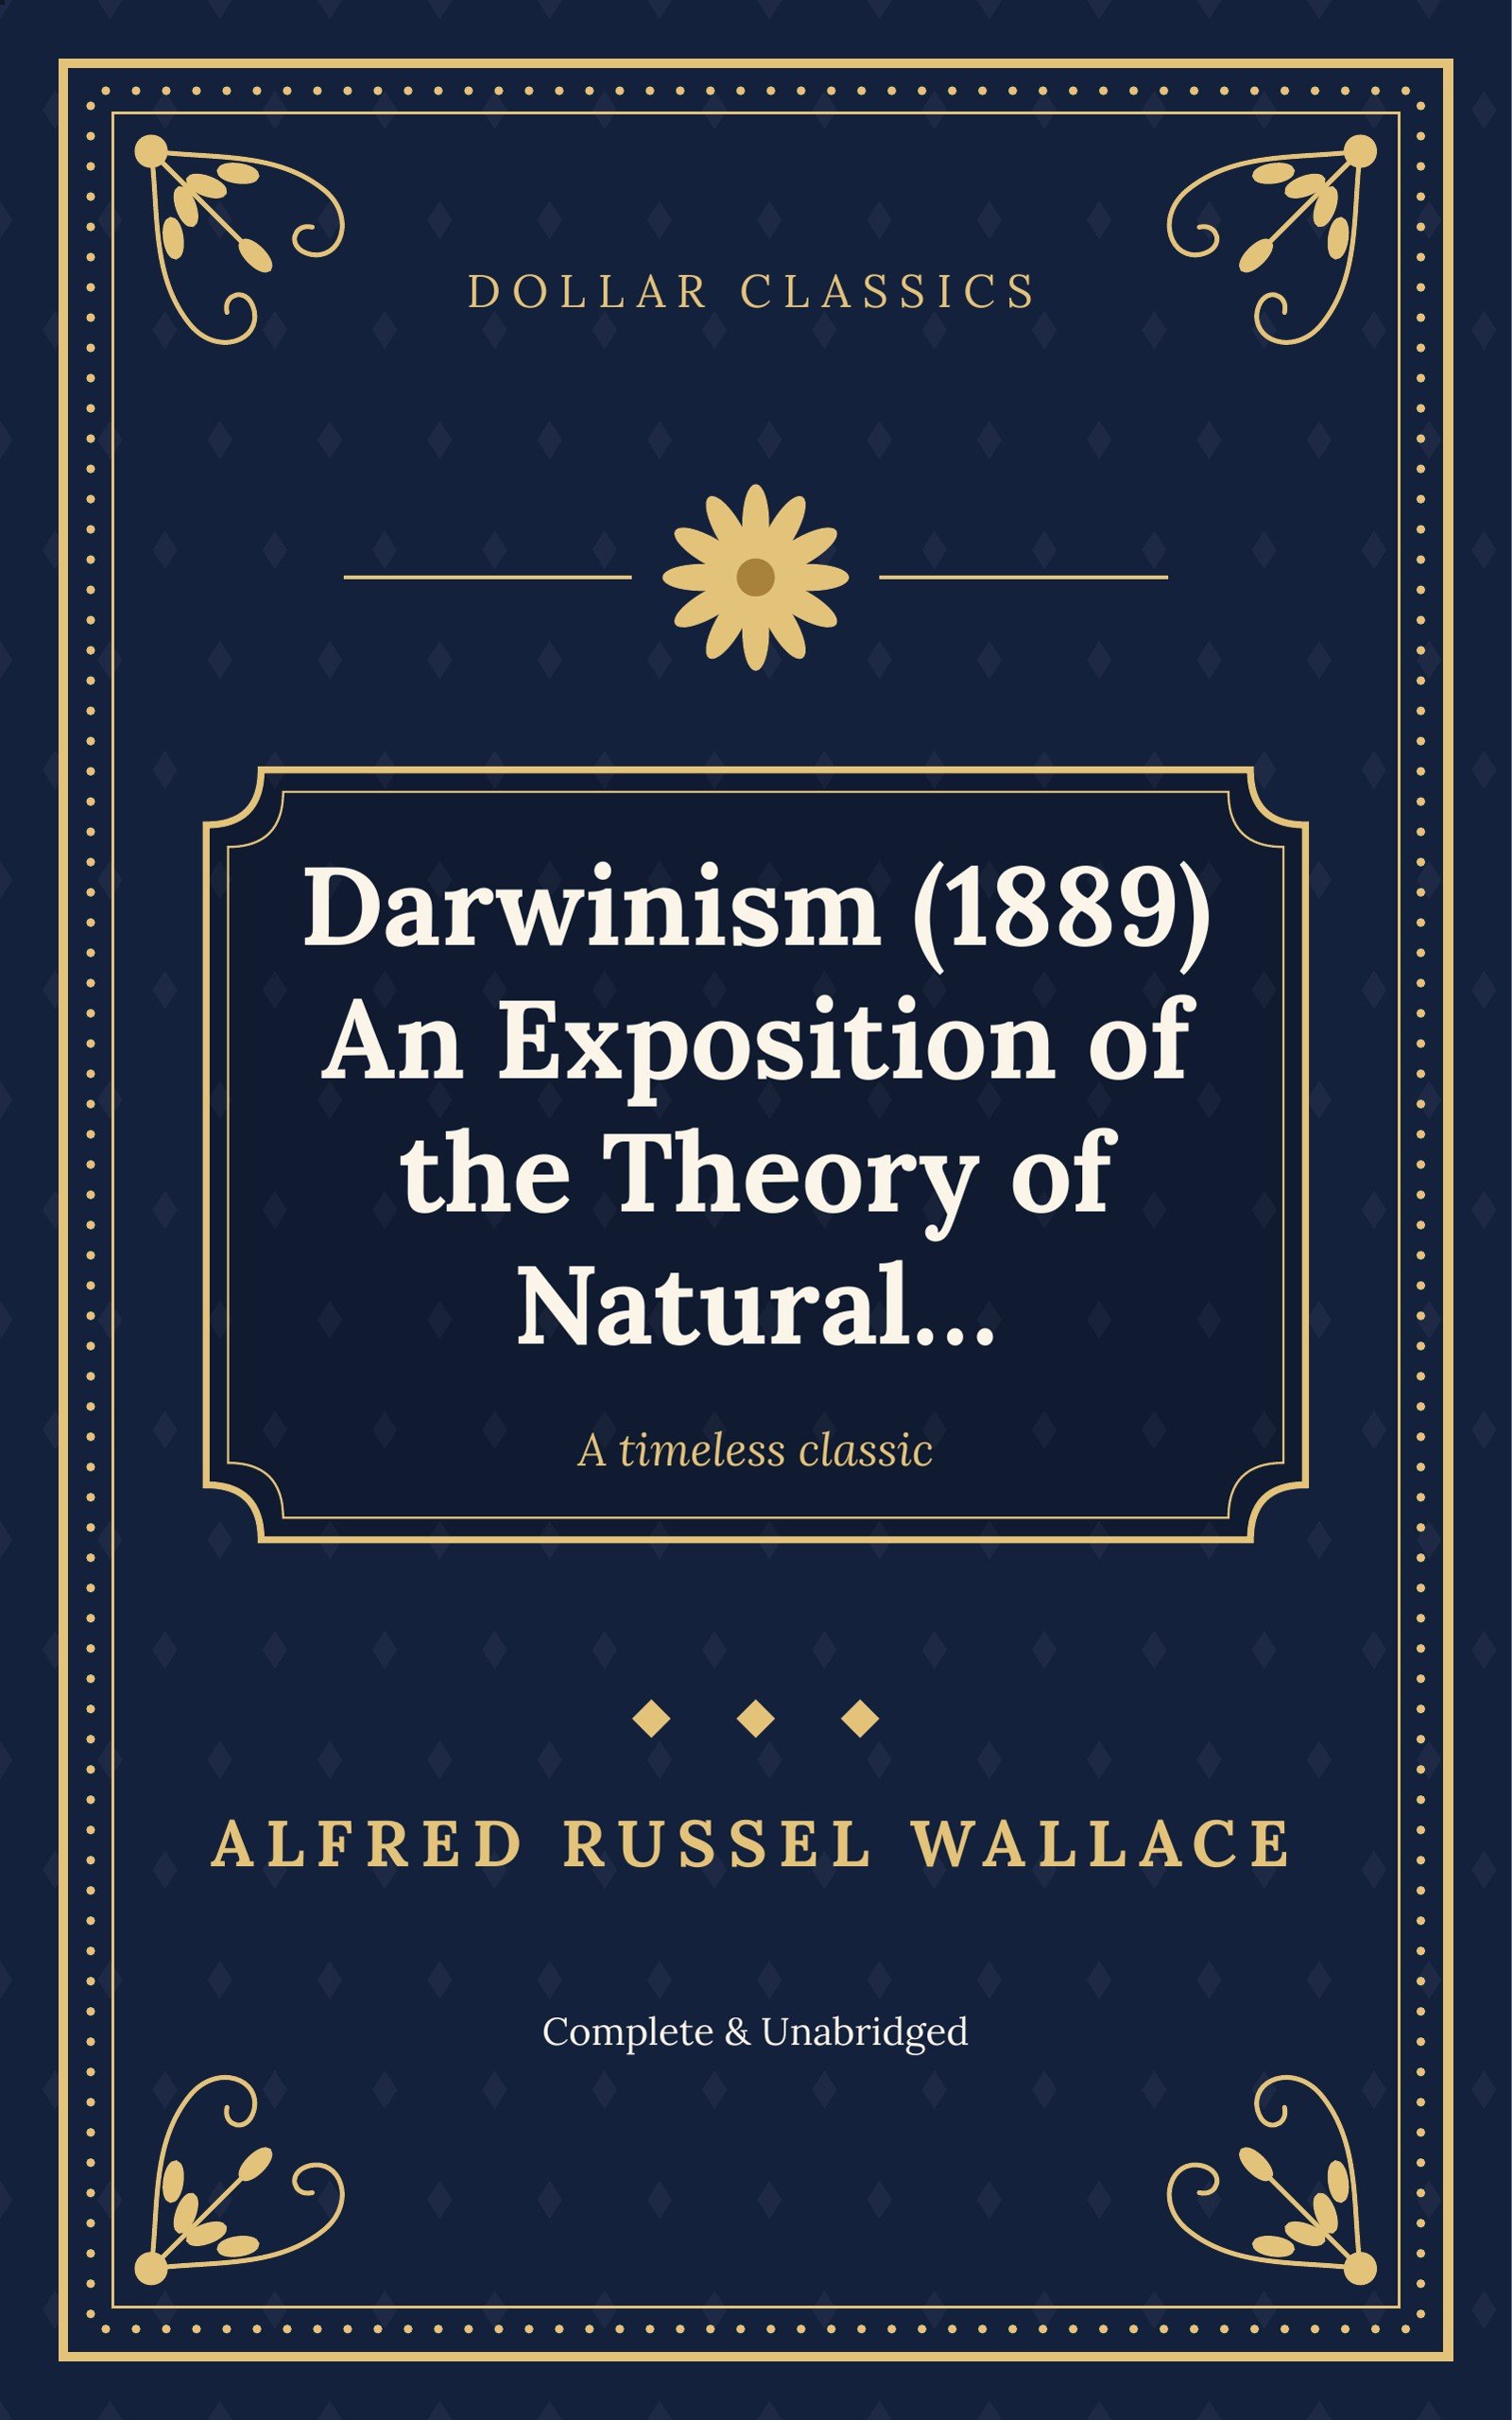 DOLLAR CLASSICS
Darwinism (1889)
An Exposition of
the Theory of
Natural...
A timeless classic
ALFRED RUSSEL WALLACE
Complete & Unabridged